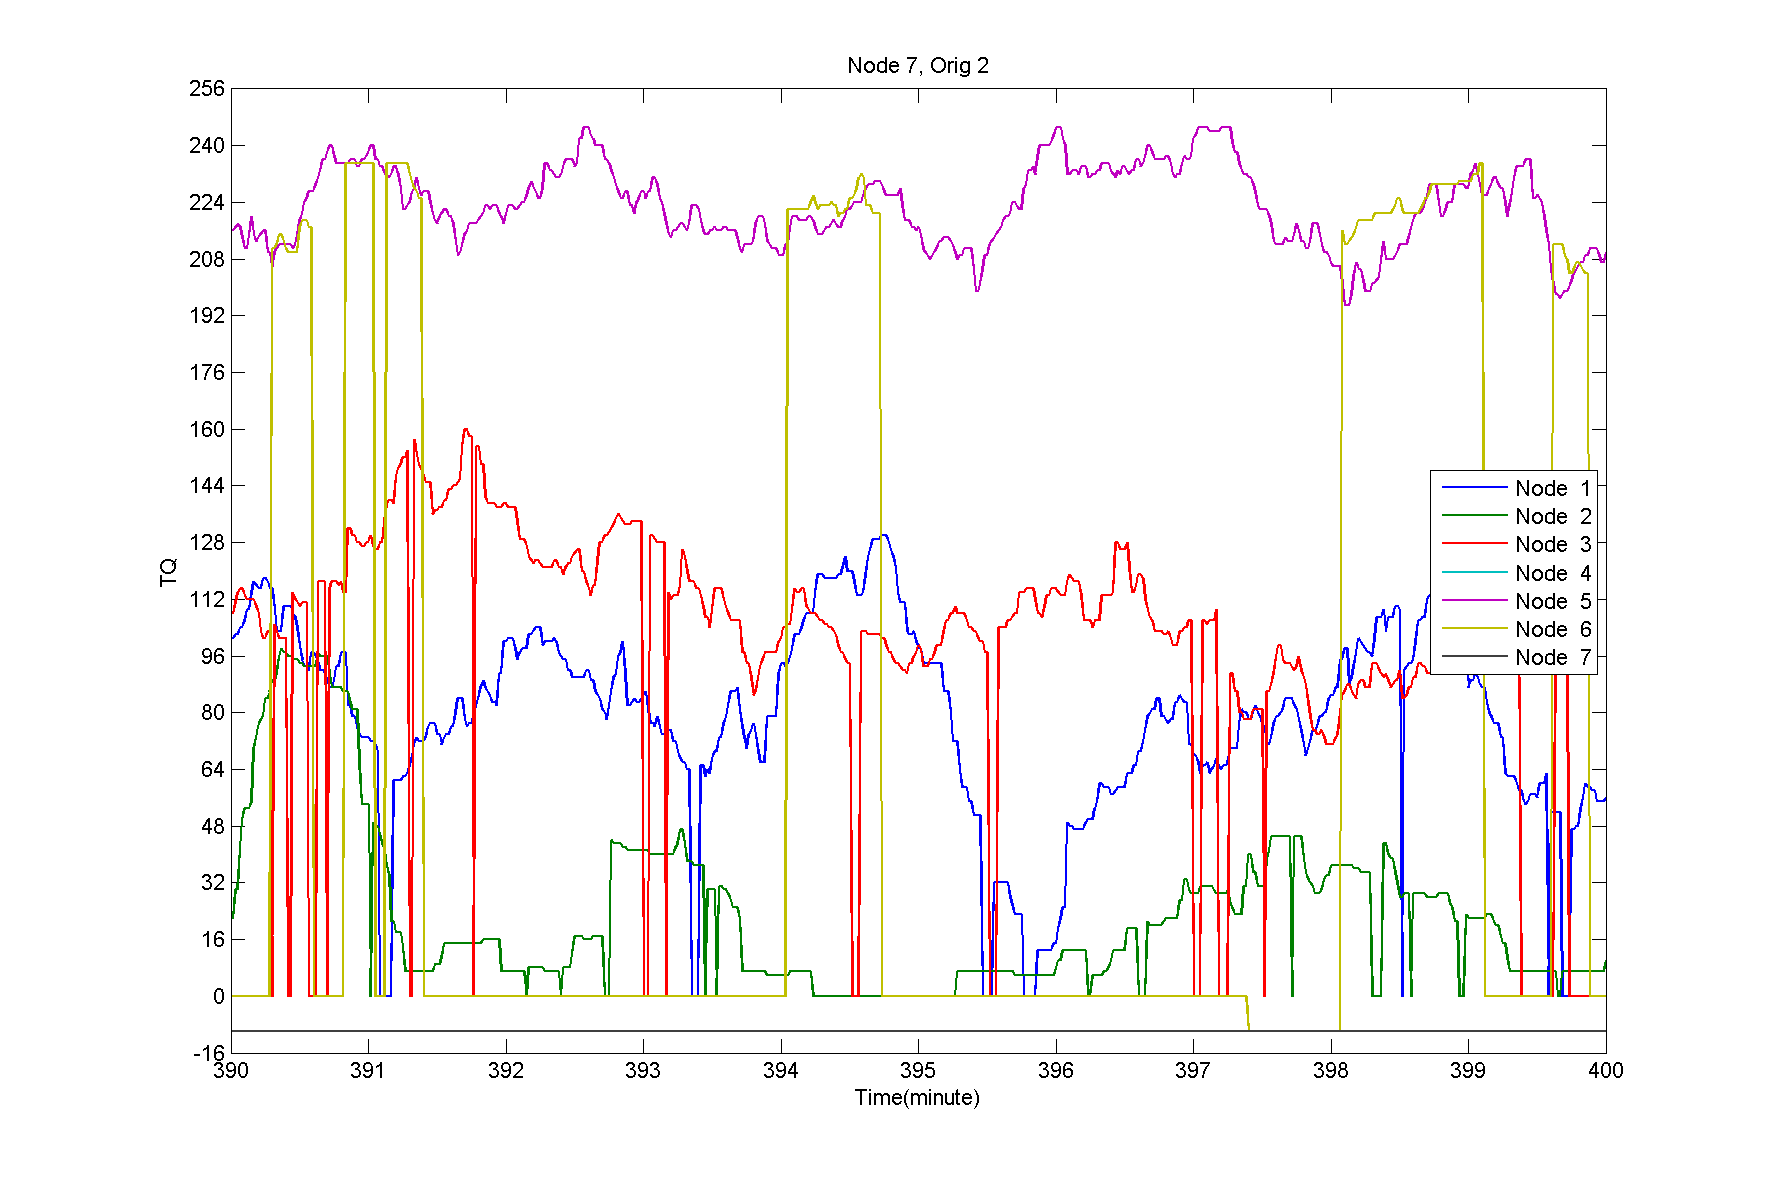 Node 7, Orig 2
256
240
224
208
192
176
160
144
128
112
96
80
64
48
32
16
0
-16
TQ
Node 1
Node 2
Node 3
Node 4
Node 5
Node 6
Node 7
390 391 392 393 394 395 396 397 398 399 400
Time(minute)